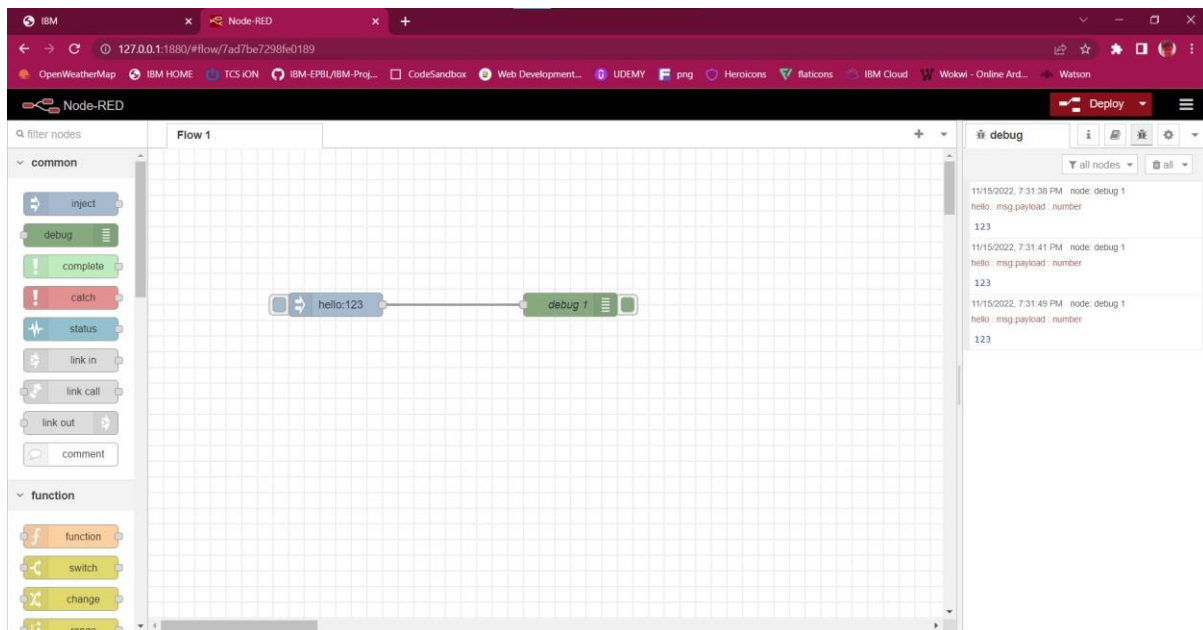 IBM
Node-RED
127.0.0.1:1880/#flow/7ad7be7298fe0189
OpenWeatherMap IBM HOME TCS iON IBM-EPBL/IBM-Proj... CodeSandbox Web Development... UDEMY png Heroicons flaticons IBM Cloud Wokwi - Online Ard... Watson
Node-RED
Deploy
filter nodes
Flow 1
debug
all nodes
all
common
inject
debug
complete
catch
status
link in
link call
link out
comment
function
function
switch
change
range
hello:123
debug 1
11/15/2022, 7:31:38 PM node: debug 1
hello : msg.payload : number
123
11/15/2022, 7:31:41 PM node: debug 1
hello : msg.payload : number
123
11/15/2022, 7:31:49 PM node: debug 1
hello : msg.payload : number
123